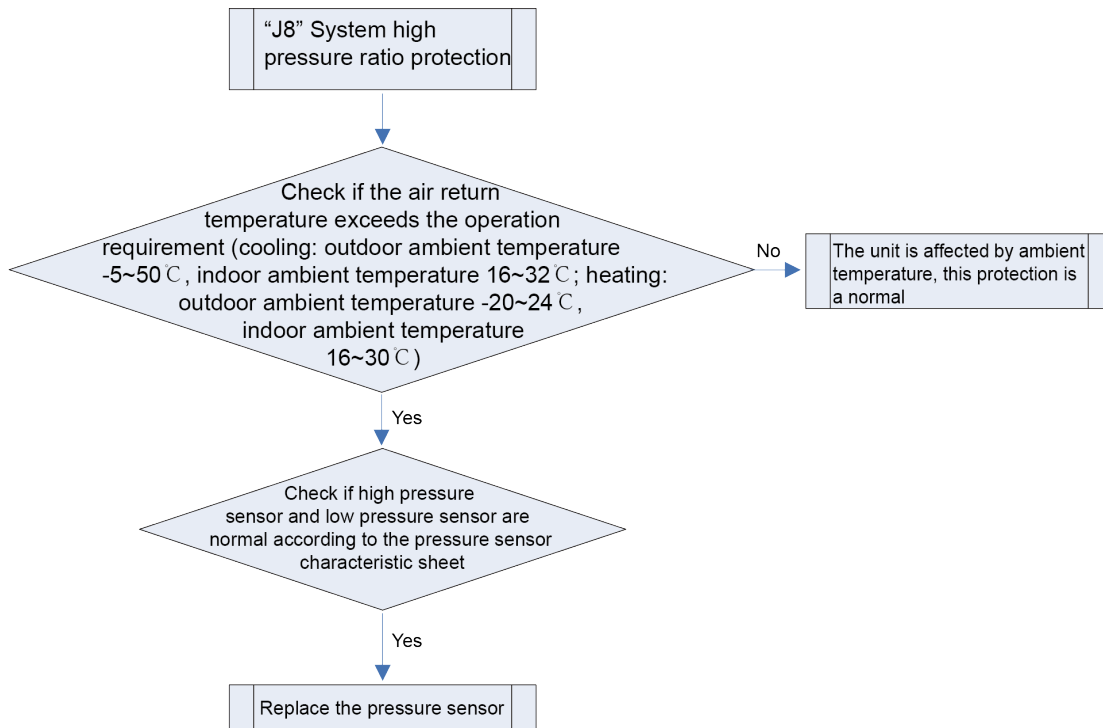 “J8” System high
pressure ratio protection
Check if the air return
temperature exceeds the operation
requirement (cooling: outdoor ambient temperature
-5~50℃, indoor ambient temperature 16~32℃; heating:
outdoor ambient temperature -20~24℃,
indoor ambient temperature
16~30℃)
No
The unit is affected by ambient
temperature, this protection is
a normal
Yes
Check if high pressure
sensor and low pressure sensor are
normal according to the pressure sensor
characteristic sheet
Yes
Replace the pressure sensor